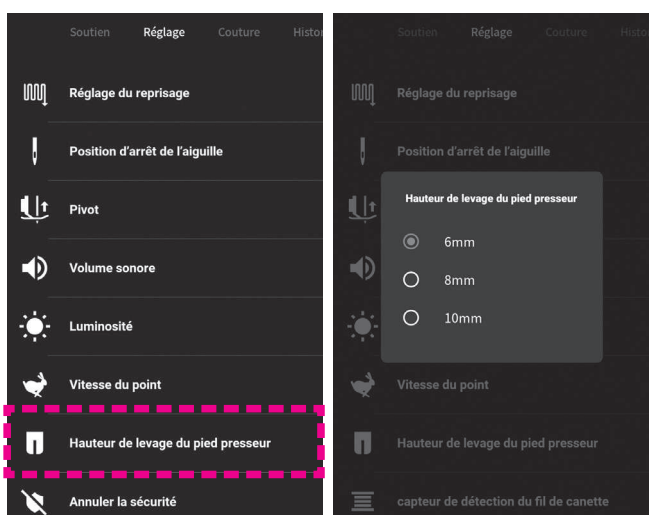 Soutien Réglage Couture Histor
Réglage du reprisage
Position d'arrêt de l'aiguille
Pivot
Volume sonore
Luminosité
Vitesse du point
Hauteur de levage du pied presseur
Annuler la sécurité
Soutien Réglage Couture Histo
Réglage du reprisage
Position d'arrêt de l'aiguille
Hauteur de levage du pied presseur
6mm
8mm
10mm
Vitesse du point
Hauteur de levage du pied presseur
capteur de détection du fil de canette